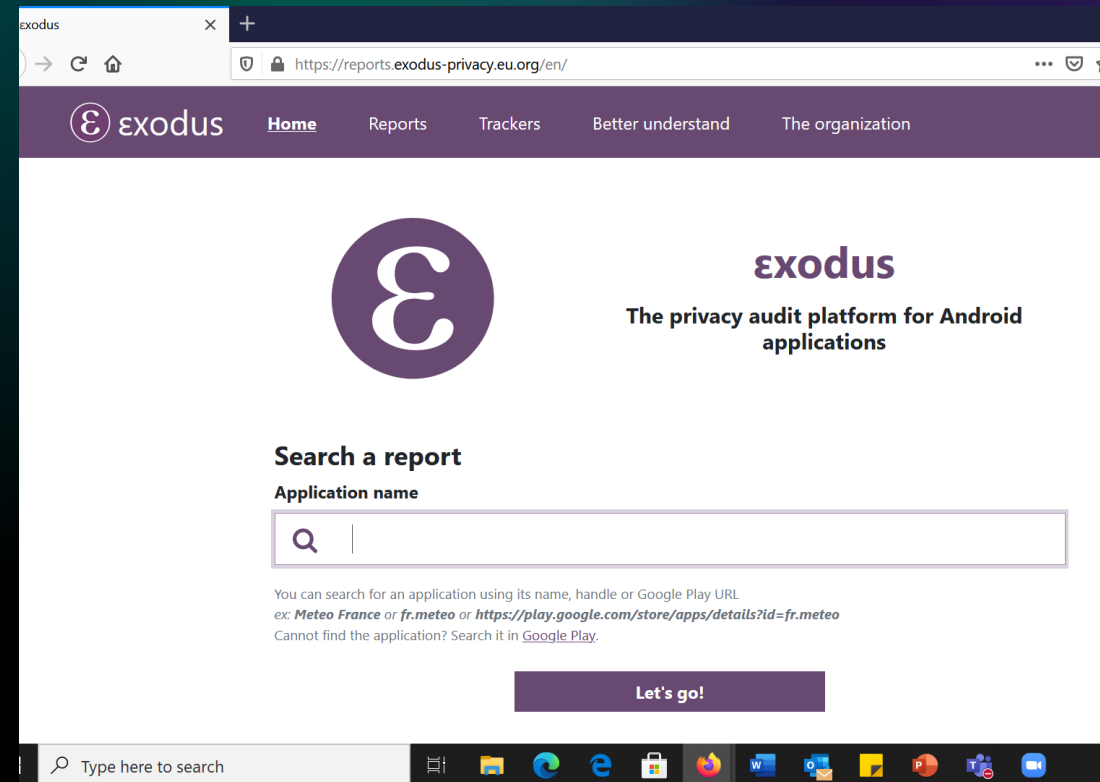 εxodus
https://reports.exodus-privacy.eu.org/en/
ε εxodus Home Reports Trackers Better understand The organization
ε
εxodus
The privacy audit platform for Android
applications
Search a report
Application name
You can search for an application using its name, handle or Google Play URL
ex: Meteo France or fr.meteo or https://play.google.com/store/apps/details?id=fr.meteo
Cannot find the application? Search it in Google Play.
Let's go!
Type here to search